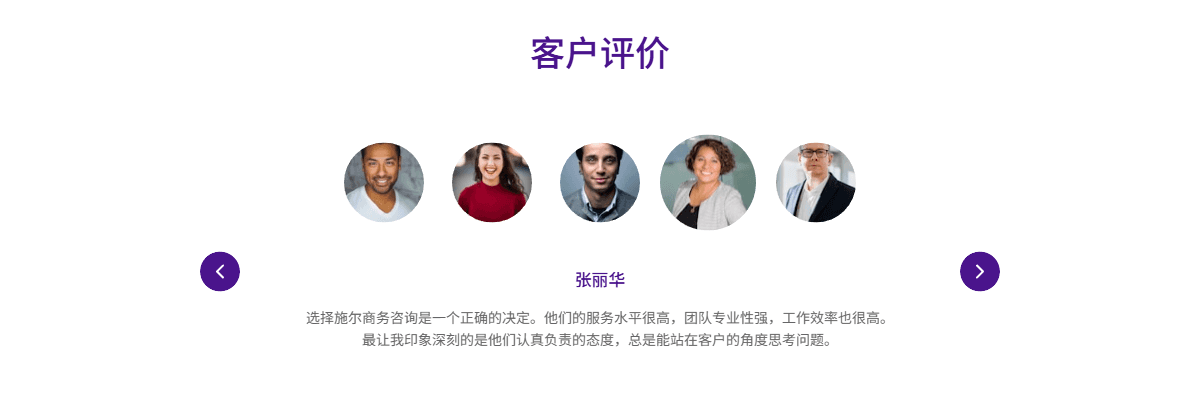 客户评价
张丽华
选择施尔商务咨询是一个正确的决定。他们的服务水平很高，团队专业性强，工作效率也很高。
最让我印象深刻的是他们认真负责的态度，总是能站在客户的角度思考问题。